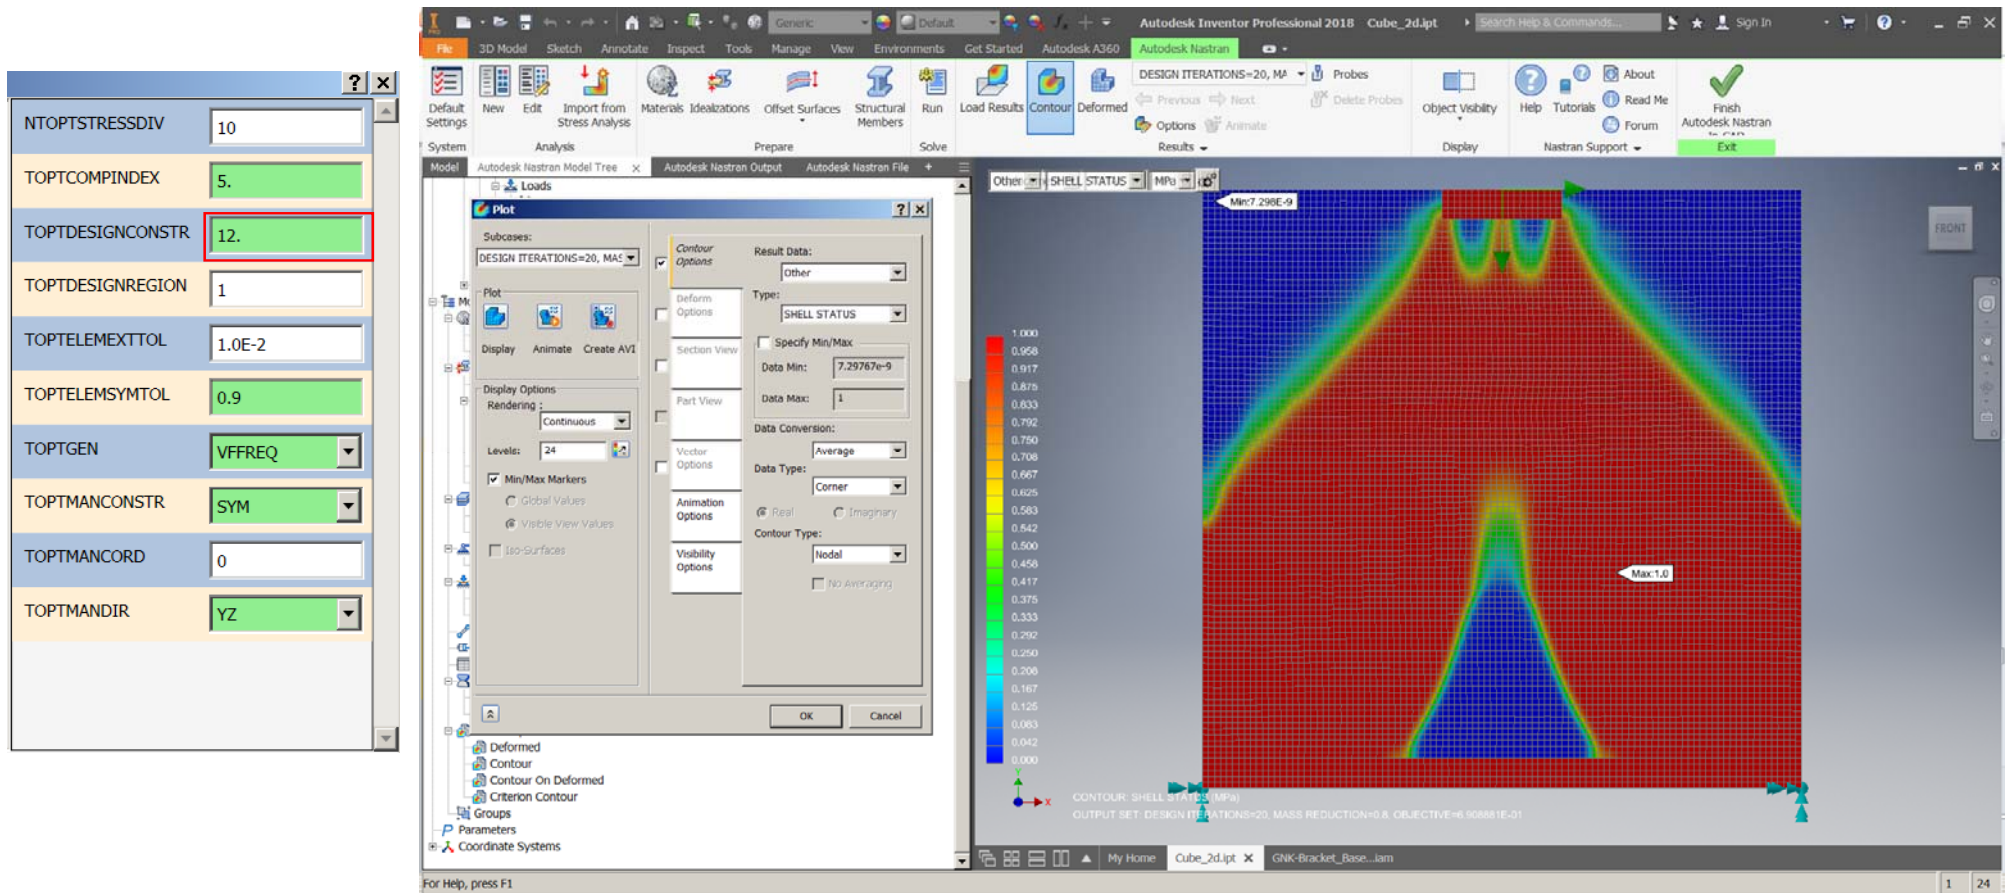 ? X
NTOPTSTRESSDIV 10
TOPTCOMPINDEX 5.
TOPTDESIGNCONSTR 12.
TOPTDESIGNREGION 1
TOPTELEMEXTTOL 1.0E-2
TOPTELEMSYMTOL 0.9
TOPTGEN VFFREQ
TOPTMANCONSTR SYM
TOPTMANCORD 0
TOPTMANDIR YZ
PRO Generic Default Autodesk Inventor Professional 2018 Cube_2d.ipt Search Help & Commands... Sign In
File 3D Model Sketch Annotate Inspect Tools Manage View Environments Get Started Autodesk A360 Autodesk Nastran
Default Settings New Edit Import from Stress Analysis Materials Idealizations Offset Surfaces Structural Members Run Load Results Contour Deformed
DESIGN ITERATIONS=20, MA Probes
Previous Next Delete Probes
Options Animate
Object Visibility Help Tutorials About
Read Me
Forum
Finish
Autodesk Nastran
In-CAD
System Analysis Prepare Solve Results Display Nastran Support Exit
Model Autodesk Nastran Model Tree x Autodesk Nastran Output Autodesk Nastran File +
Loads
Plot
Subcases:
DESIGN ITERATIONS=20, MAS
Plot
Display Animate Create AVI
Display Options
Rendering :
Continuous
Levels: 24
Min/Max Markers
Global Values
Visible View Values
Iso-Surfaces
Contour Options
Deform Options
Section View
Part View
Vector Options
Animation Options
Visibility Options
Result Data:
Other
Type:
SHELL STATUS
Specify Min/Max
Data Min: 7.29767e-9
Data Max: 1
Data Conversion:
Average
Data Type:
Corner
Real Imaginary
Contour Type:
Nodal
No Averaging
OK Cancel
Mo
Deformed
Contour
Contour On Deformed
Criterion Contour
Groups
Parameters
Coordinate Systems
Other SHELL STATUS MPa
Min:7.298E-9
FRONT
1.000
0.958
0.917
0.875
0.833
0.792
0.750
0.708
0.667
0.625
0.583
0.542
0.500
0.458
0.417
0.375
0.333
0.292
0.250
0.208
0.167
0.125
0.083
0.042
0.000
Max:1.0
Y
X
CONTOUR: SHELL STATUS (MPa)
OUTPUT SET: DESIGN ITERATIONS=20, MASS REDUCTION=0.8, OBJECTIVE=6.908881E-01
My Home Cube_2d.ipt X GNK-Bracket_Base...iam
For Help, press F1 1 24